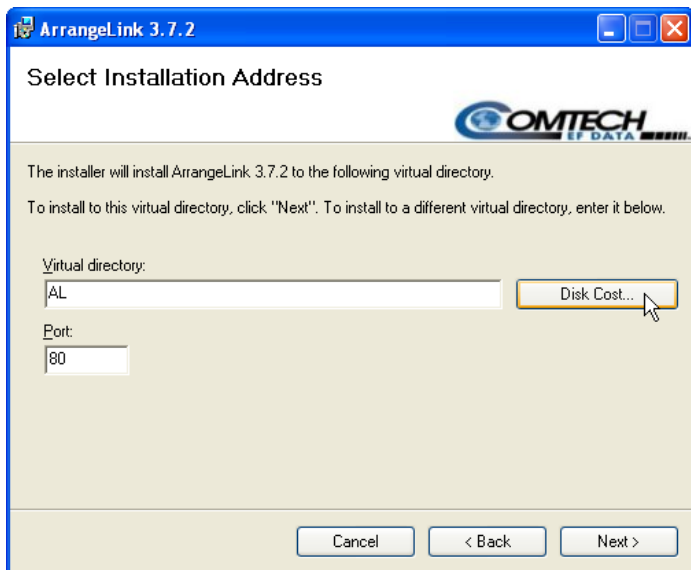 ArrangeLink 3.7.2
Select Installation Address
COMTECH
EF DATA
The installer will install ArrangeLink 3.7.2 to the following virtual directory.
To install to this virtual directory, click "Next". To install to a different virtual directory, enter it below.
Virtual directory:
AL
Disk Cost...
Port:
80
Cancel
< Back
Next >